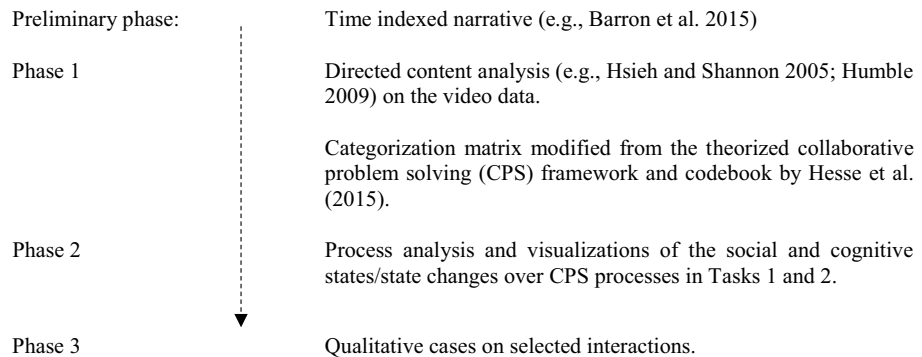 Preliminary phase: Time indexed narrative (e.g., Barron et al. 2015)
Phase 1 Directed content analysis (e.g., Hsieh and Shannon 2005; Humble
2009) on the video data.
Categorization matrix modified from the theorized collaborative
problem solving (CPS) framework and codebook by Hesse et al.
(2015).
Phase 2 Process analysis and visualizations of the social and cognitive
states/state changes over CPS processes in Tasks 1 and 2.
Phase 3 Qualitative cases on selected interactions.